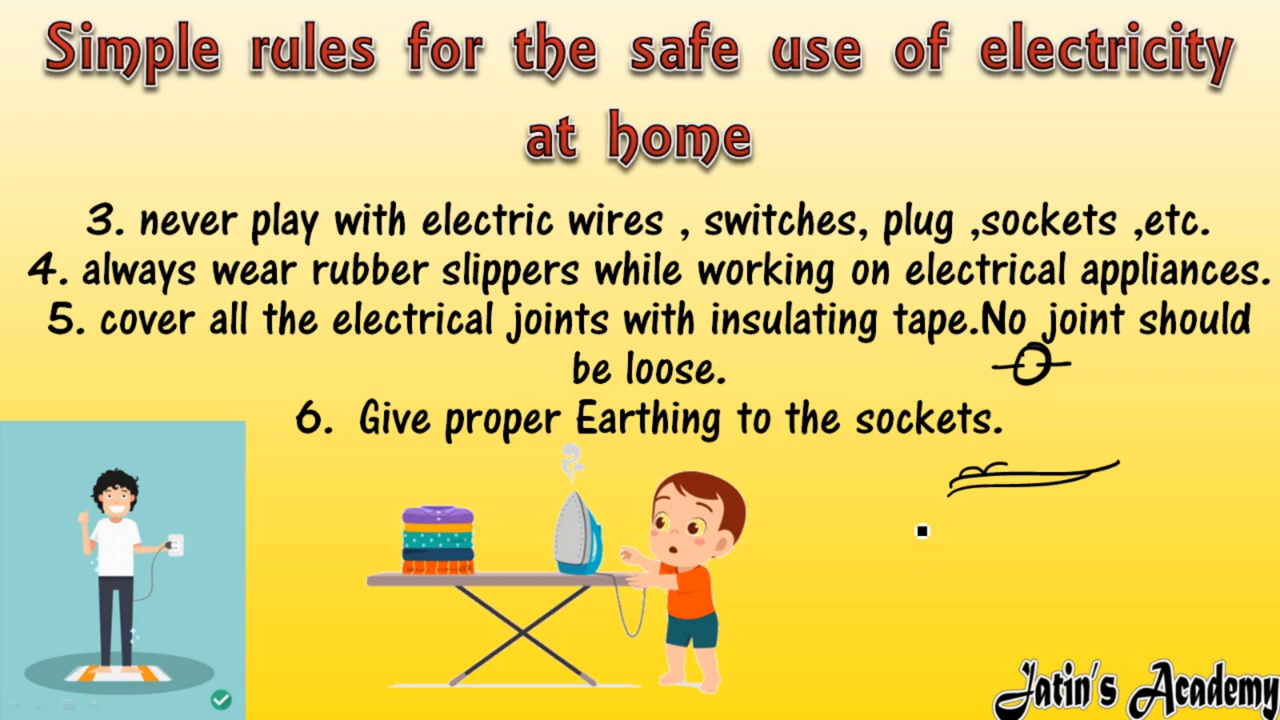 Simple rules for the safe use of electricity
at home
3. never play with electric wires , switches, plug ,sockets ,etc.
4. always wear rubber slippers while working on electrical appliances.
5. cover all the electrical joints with insulating tape.No joint should
be loose.
6. Give proper Earthing to the sockets.
Jatin's Academy